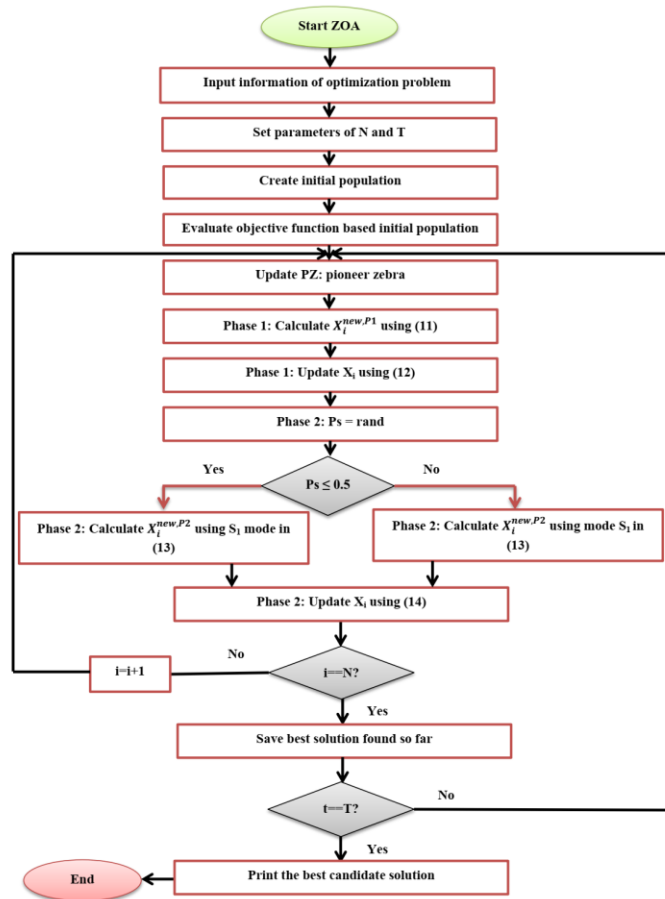 Start ZOA
Input information of optimization problem
Set parameters of N and T
Create initial population
Evaluate objective function based initial population
Update PZ: pioneer zebra
Phase 1: Calculate X_i^{new,P1} using (11)
Phase 1: Update X_i using (12)
Phase 2: Ps = rand
Yes
Ps ≤ 0.5
No
Phase 2: Calculate X_i^{new,P2} using S_1 mode in
(13)
Phase 2: Calculate X_i^{new,P2} using mode S_1 in
(13)
Phase 2: Update X_i using (14)
i=i+1
No
i==N?
Yes
Save best solution found so far
t==T?
No
Yes
End
Print the best candidate solution